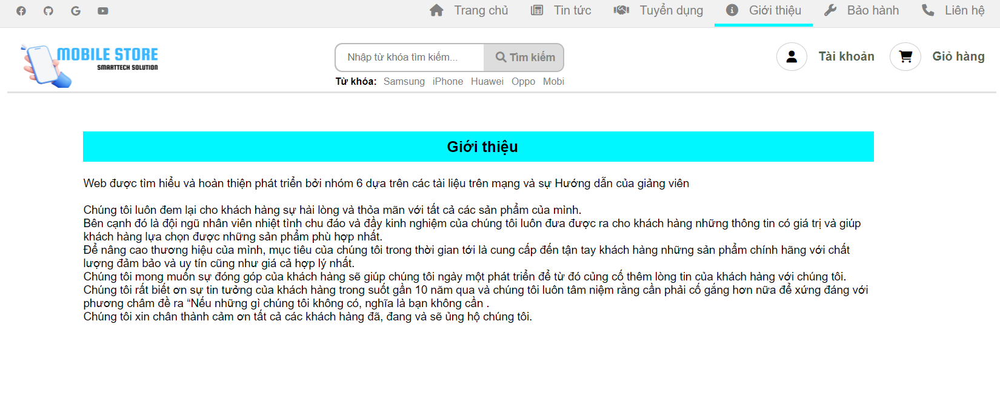 Trang chủ Tin tức Tuyển dụng Giới thiệu Bảo hành Liên hệ
MOBILE STORE
SMARTTECH SOLUTION
Nhập từ khóa tìm kiếm... Tìm kiếm
Từ khóa: Samsung iPhone Huawei Oppo Mobi
Tài khoản Giỏ hàng
Giới thiệu
Web được tìm hiểu và hoàn thiện phát triển bởi nhóm 6 dựa trên các tài liệu trên mạng và sự Hướng dẫn của giảng viên
Chúng tôi luôn đem lại cho khách hàng sự hài lòng và thỏa mãn với tất cả các sản phẩm của mình.
Bên cạnh đó là đội ngũ nhân viên nhiệt tình chu đáo và đầy kinh nghiệm của chúng tôi luôn đưa được ra cho khách hàng những thông tin có giá trị và giúp
khách hàng lựa chọn được những sản phẩm phù hợp nhất.
Để nâng cao thương hiệu của mình, mục tiêu của chúng tôi trong thời gian tới là cung cấp đến tận tay khách hàng những sản phẩm chính hãng với chất
lượng đảm bảo và uy tín cũng như giá cả hợp lý nhất.
Chúng tôi mong muốn sự đóng góp của khách hàng sẽ giúp chúng tôi ngày một phát triển để từ đó củng cố thêm lòng tin của khách hàng với chúng tôi.
Chúng tôi rất biết ơn sự tin tưởng của khách hàng trong suốt gần 10 năm qua và chúng tôi luôn tâm niệm rằng cần phải cố gắng hơn nữa để xứng đáng với
phương châm đề ra “Nếu những gì chúng tôi không có, nghĩa là bạn không cần .
Chúng tôi xin chân thành cảm ơn tất cả các khách hàng đã, đang và sẽ ủng hộ chúng tôi.